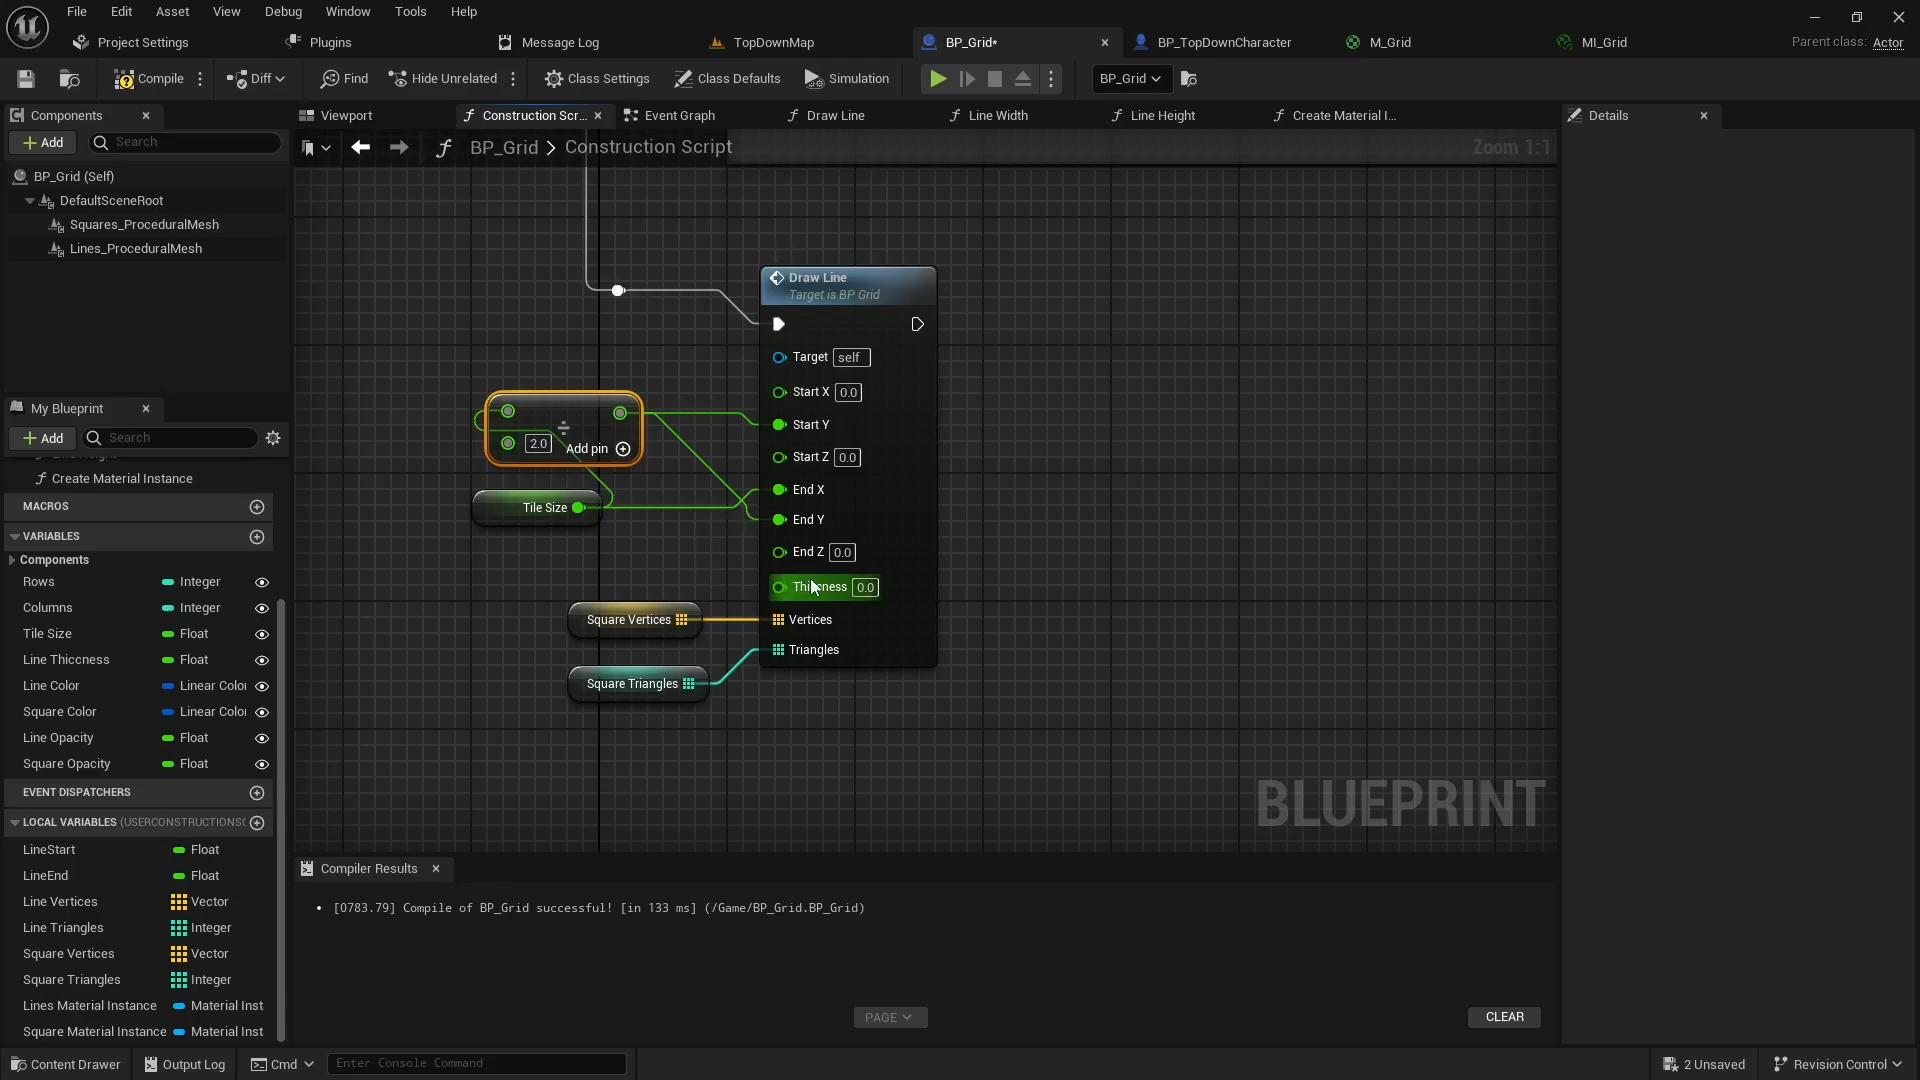 File Edit Asset View Debug Window Tools Help
Project Settings Plugins Message Log TopDownMap BP_Grid* BP_TopDownCharacter M_Grid MI_Grid Parent class: Actor
Compile Diff Find Hide Unrelated Class Settings Class Defaults Simulation BP_Grid
Components
Add Search
BP_Grid (Self)
DefaultSceneRoot
Squares_ProceduralMesh
Lines_ProceduralMesh
My Blueprint
Add Search
Create Material Instance
MACROS
VARIABLES
Components
Rows Integer
Columns Integer
Tile Size Float
Line Thiccness Float
Line Color Linear Color
Square Color Linear Color
Line Opacity Float
Square Opacity Float
EVENT DISPATCHERS
LOCAL VARIABLES (USERCONSTRUCTIONSC
LineStart Float
LineEnd Float
Line Vertices Vector
Line Triangles Integer
Square Vertices Vector
Square Triangles Integer
Lines Material Instance Material Inst
Square Material Instance Material Inst
Viewport Construction Scr... Event Graph Draw Line Line Width Line Height Create Material I...
BP_Grid > Construction Script Zoom 1:1
Draw Line
Target is BP Grid
Target self
Start X 0.0
Start Y
Start Z 0.0
End X
End Y
End Z 0.0
0.0
Vertices
Triangles
÷
2.0 Add pin
Tile Size
Square Vertices
Square Triangles
BLUEPRINT
Details
Compiler Results
[0783.79] Compile of BP_Grid successful! [in 133 ms] (/Game/BP_Grid.BP_Grid)
PAGE CLEAR
Content Drawer Output Log Cmd Enter Console Command 2 Unsaved Revision Control